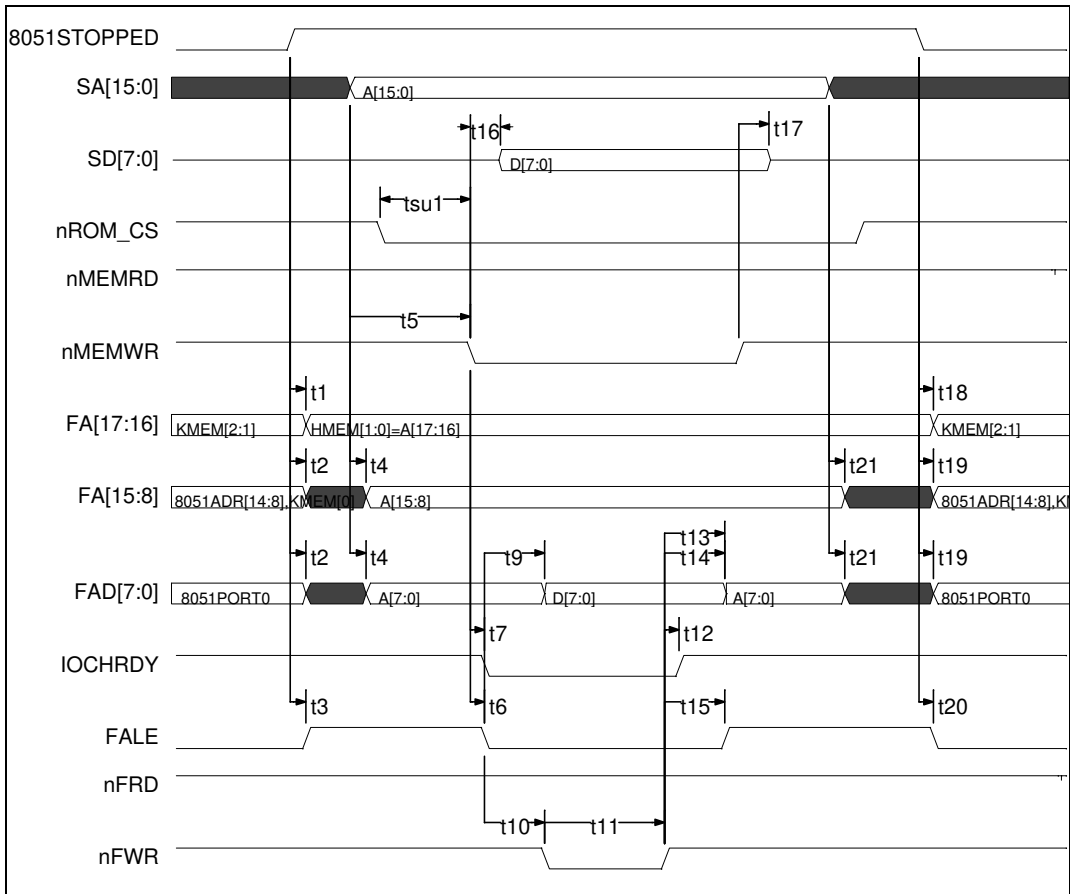 8051STOPPED
SA[15:0] A[15:0]
t16 t17
SD[7:0] D[7:0]
tsu1
nROM_CS
nMEMRD
t5
nMEMWR
t1 t18
FA[17:16] KMEM[2:1] HMEM[1:0]=A[17:16] KMEM[2:1]
t2 t4 t21 t19
FA[15:8] 8051ADR[14:8],KMEM[0] A[15:8] 8051ADR[14:8],K
t13
t2 t4 t9 t14 t21 t19
FAD[7:0] 8051PORT0 A[7:0] D[7:0] A[7:0] 8051PORT0
t7 t12
IOCHRDY
t3 t6 t15 t20
FALE
nFRD
t10 t11
nFWR